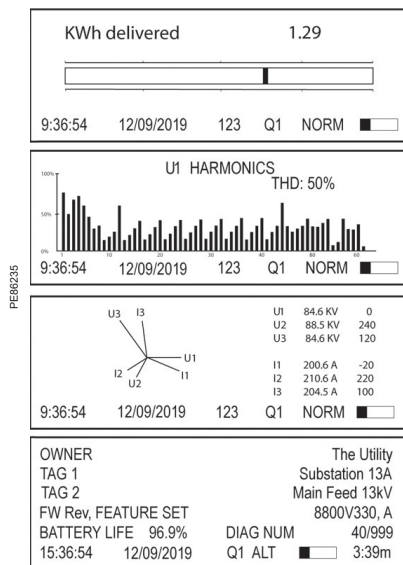 KWh delivered 1.29
9:36:54 12/09/2019 123 Q1 NORM
U1 HARMONICS
THD: 50%
100%
50%
0%
1 10 20 30 40 50 60
9:36:54 12/09/2019 123 Q1 NORM
PE86235
U3 I3
U1
I2 I1
U2
U1 84.6 KV 0
U2 88.5 KV 240
U3 84.6 KV 120
I1 200.6 A -20
I2 210.6 A 220
I3 204.5 A 100
9:36:54 12/09/2019 123 Q1 NORM
OWNER The Utility
TAG 1 Substation 13A
TAG 2 Main Feed 13kV
FW Rev, FEATURE SET 8800V330, A
BATTERY LIFE 96.9% DIAG NUM 40/999
15:36:54 12/09/2019 Q1 ALT 3:39m